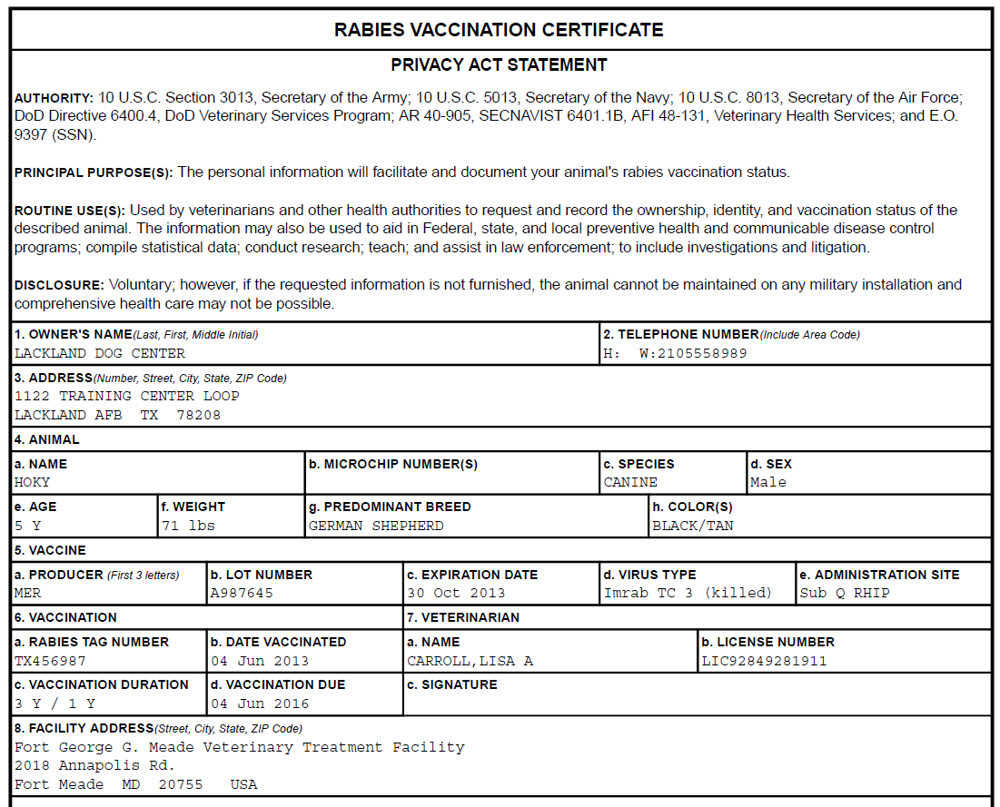 RABIES VACCINATION CERTIFICATE
PRIVACY ACT STATEMENT
AUTHORITY: 10 U.S.C. Section 3013, Secretary of the Army; 10 U.S.C. 5013, Secretary of the Navy; 10 U.S.C. 8013, Secretary of the Air Force;
DoD Directive 6400.4, DoD Veterinary Services Program; AR 40-905, SECNAVIST 6401.1B, AFI 48-131, Veterinary Health Services; and E.O.
9397 (SSN).
PRINCIPAL PURPOSE(S): The personal information will facilitate and document your animal's rabies vaccination status.
ROUTINE USE(S): Used by veterinarians and other health authorities to request and record the ownership, identity, and vaccination status of the
described animal. The information may also be used to aid in Federal, state, and local preventive health and communicable disease control
programs; compile statistical data; conduct research; teach; and assist in law enforcement; to include investigations and litigation.
DISCLOSURE: Voluntary; however, if the requested information is not furnished, the animal cannot be maintained on any military installation and
comprehensive health care may not be possible.
1. OWNER'S NAME(Last, First, Middle Initial) 2. TELEPHONE NUMBER(Include Area Code)
LACKLAND DOG CENTER H: W:2105558989
3. ADDRESS(Number, Street, City, State, ZIP Code)
1122 TRAINING CENTER LOOP
LACKLAND AFB TX 78208
4. ANIMAL
a. NAME b. MICROCHIP NUMBER(S) c. SPECIES d. SEX
HOKY CANINE Male
e. AGE f. WEIGHT g. PREDOMINANT BREED h. COLOR(S)
5 Y 71 lbs GERMAN SHEPHERD BLACK/TAN
5. VACCINE
a. PRODUCER (First 3 letters) b. LOT NUMBER c. EXPIRATION DATE d. VIRUS TYPE e. ADMINISTRATION SITE
MER A987645 30 Oct 2013 Imrab TC 3 (killed) Sub Q RHIP
6. VACCINATION 7. VETERINARIAN
a. RABIES TAG NUMBER b. DATE VACCINATED a. NAME b. LICENSE NUMBER
TX456987 04 Jun 2013 CARROLL,LISA A LIC92849281911
c. VACCINATION DURATION d. VACCINATION DUE c. SIGNATURE
3 Y / 1 Y 04 Jun 2016
8. FACILITY ADDRESS(Street, City, State, ZIP Code)
Fort George G. Meade Veterinary Treatment Facility
2018 Annapolis Rd.
Fort Meade MD 20755 USA